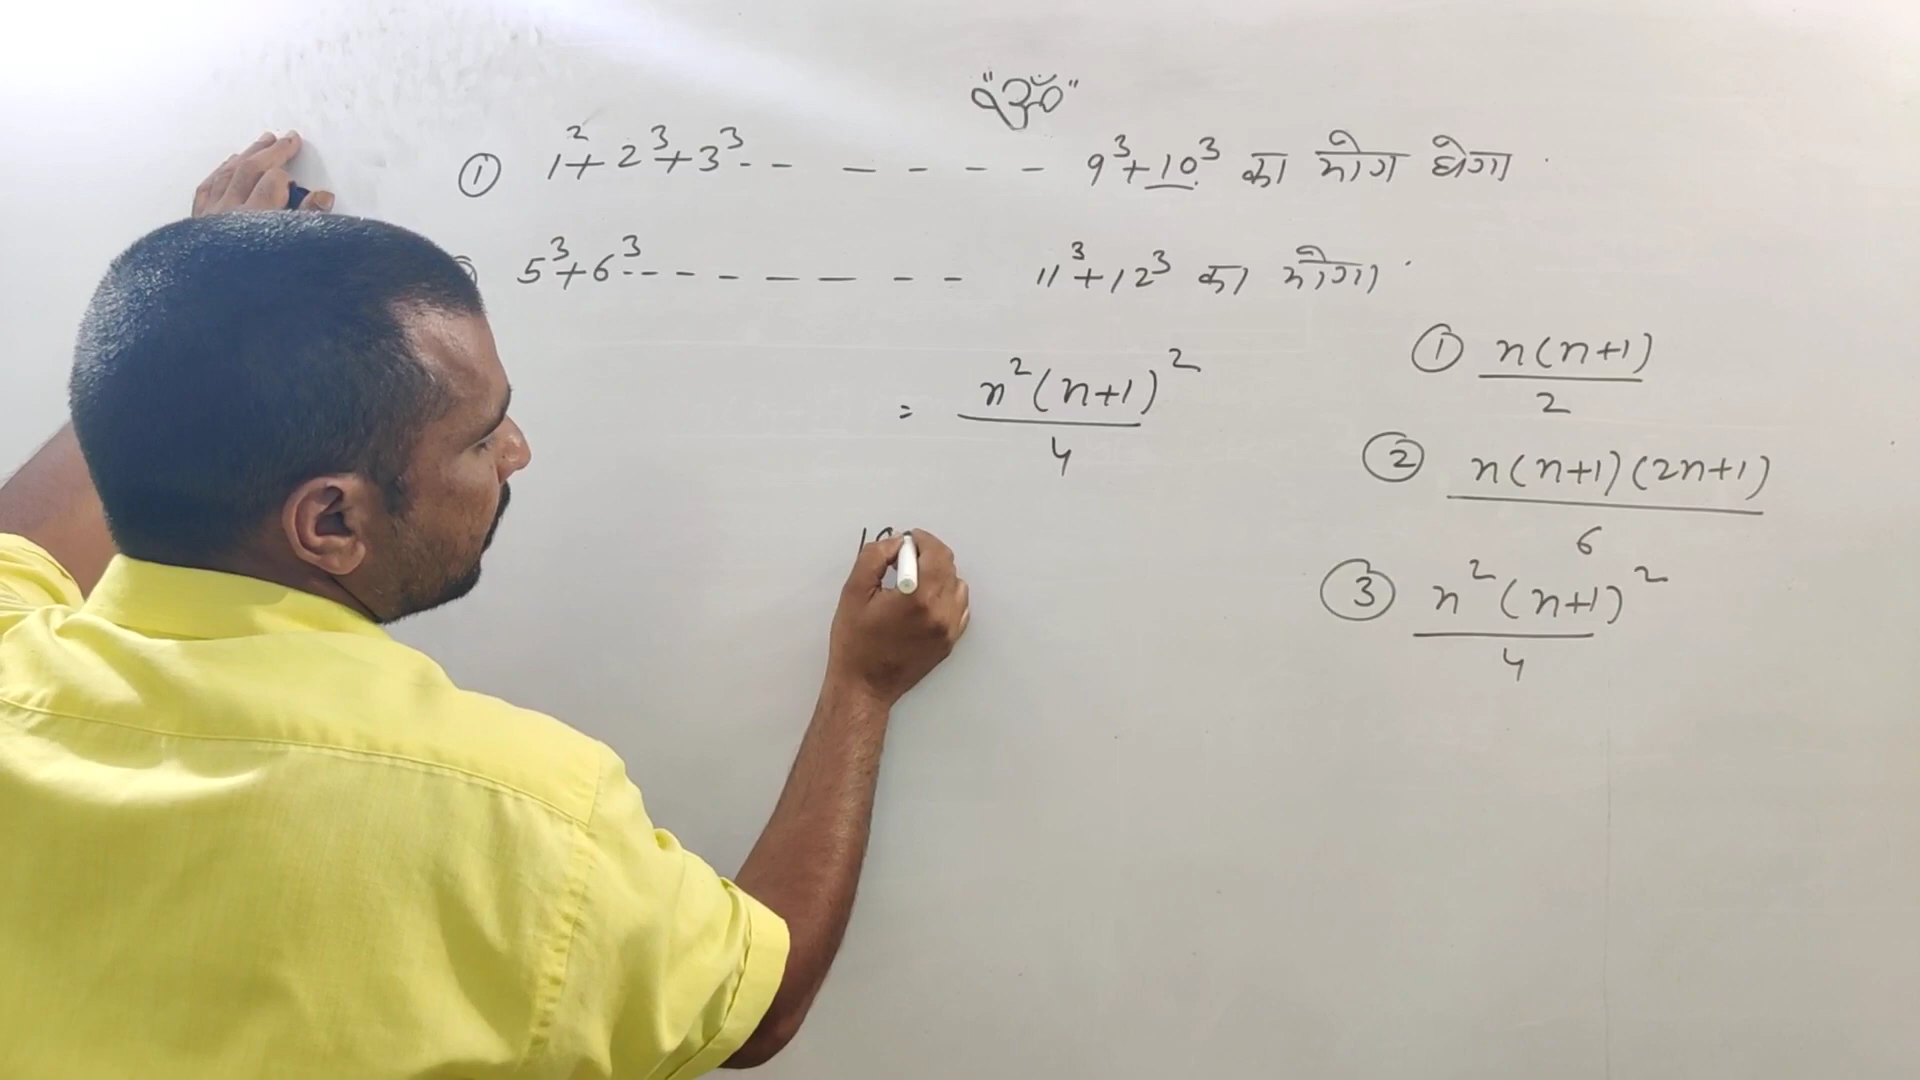 "ॐ"
① 1²+2³+3³-- ---- 9³+10³ का योग होगा
5³+6³-------- 11³+12³ का योग।
= n²(n+1)²/4
① n(n+1)/2
② n(n+1)(2n+1)/6
③ n²(n+1)²/4